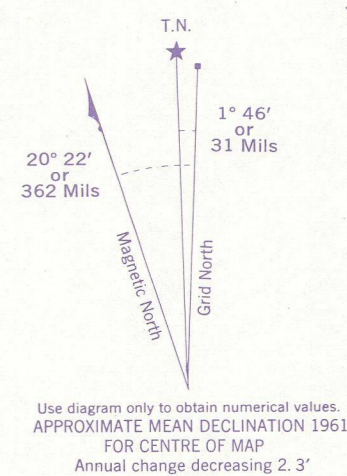 T.N.
1° 46′
or
31 Mils
20° 22′
or
362 Mils
Magnetic North
Grid North
Use diagram only to obtain numerical values.
APPROXIMATE MEAN DECLINATION 1961
FOR CENTRE OF MAP
Annual change decreasing 2. 3′